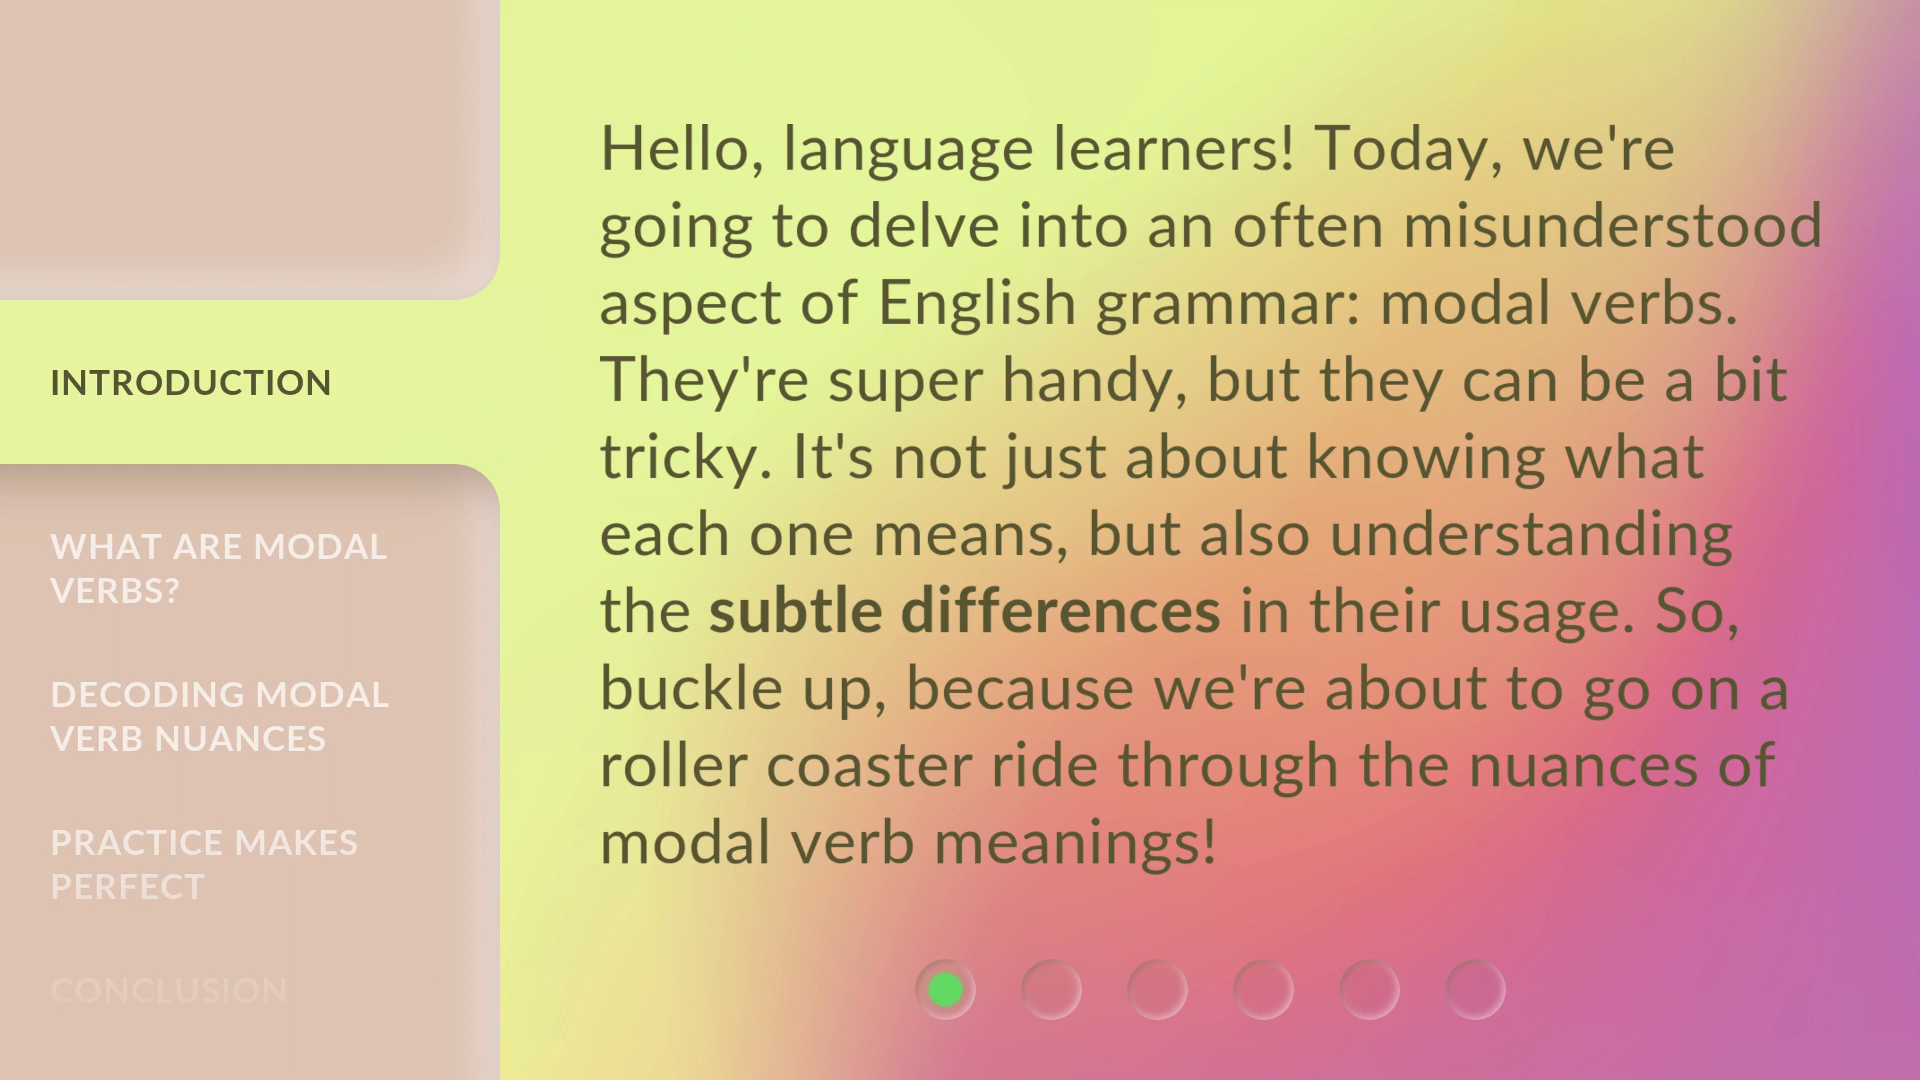 INTRODUCTION
WHAT ARE MODAL
VERBS?
DECODING MODAL
VERB NUANCES
PRACTICE MAKES
PERFECT
CONCLUSION
Hello, language learners! Today, we're
going to delve into an often misunderstood
aspect of English grammar: modal verbs.
They're super handy, but they can be a bit
tricky. It's not just about knowing what
each one means, but also understanding
the subtle differences in their usage. So,
buckle up, because we're about to go on a
roller coaster ride through the nuances of
modal verb meanings!